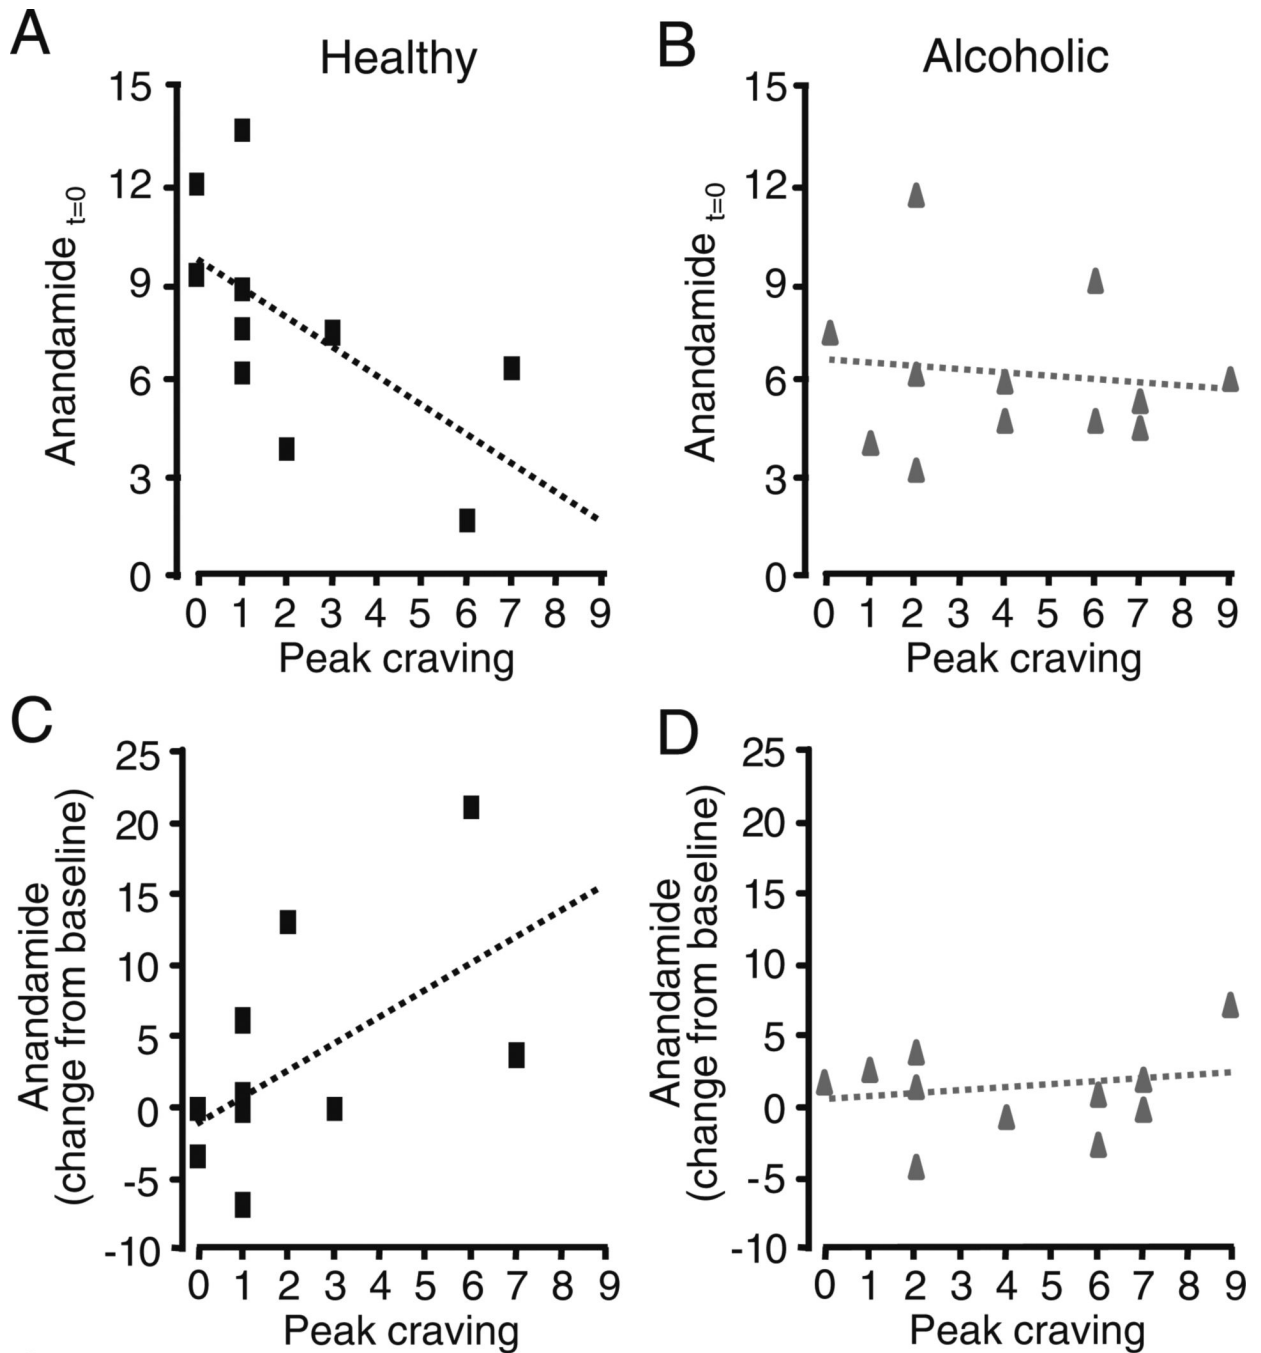 A
Healthy
15
12
9
6
3
0
Anandamide t=0
0 1 2 3 4 5 6 7 8 9
Peak craving
B
Alcoholic
15
12
9
6
3
0
Anandamide t=0
0 1 2 3 4 5 6 7 8 9
Peak craving
C
25
20
15
10
5
0
-5
-10
Anandamide
(change from baseline)
0 1 2 3 4 5 6 7 8 9
Peak craving
D
25
20
15
10
5
0
-5
-10
Anandamide
(change from baseline)
0 1 2 3 4 5 6 7 8 9
Peak craving